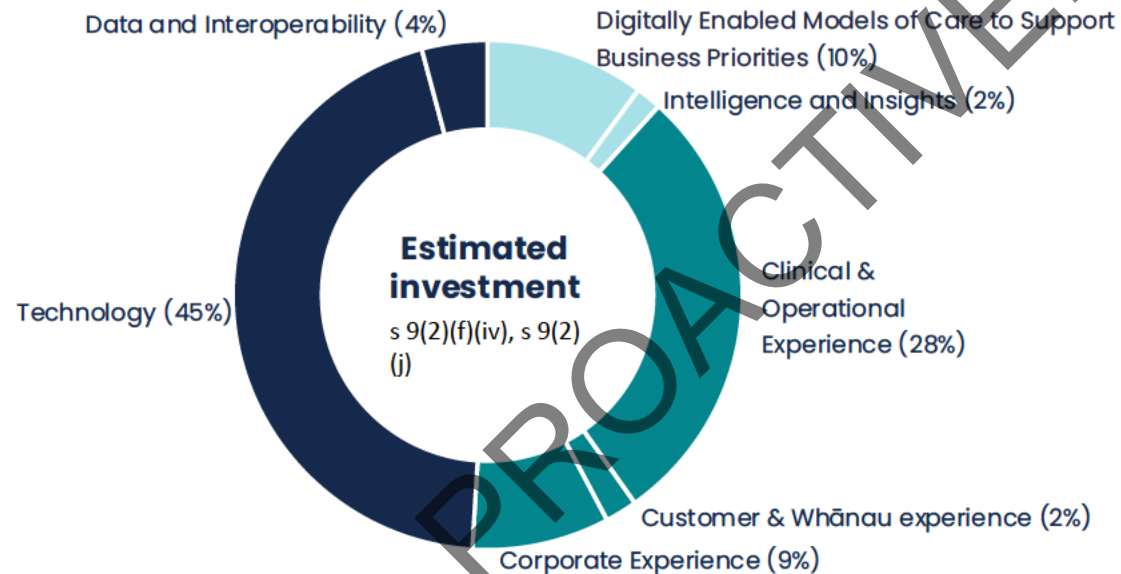 Data and Interoperability (4%)
Digitally Enabled Models of Care to Support
Business Priorities (10%)
Intelligence and Insights (2%)
Estimated
investment
s 9(2)(f)(iv), s 9(2)
(j)
Clinical &
Operational
Experience (28%)
Technology (45%)
Customer & Whānau experience (2%)
Corporate Experience (9%)
PROACTIVE